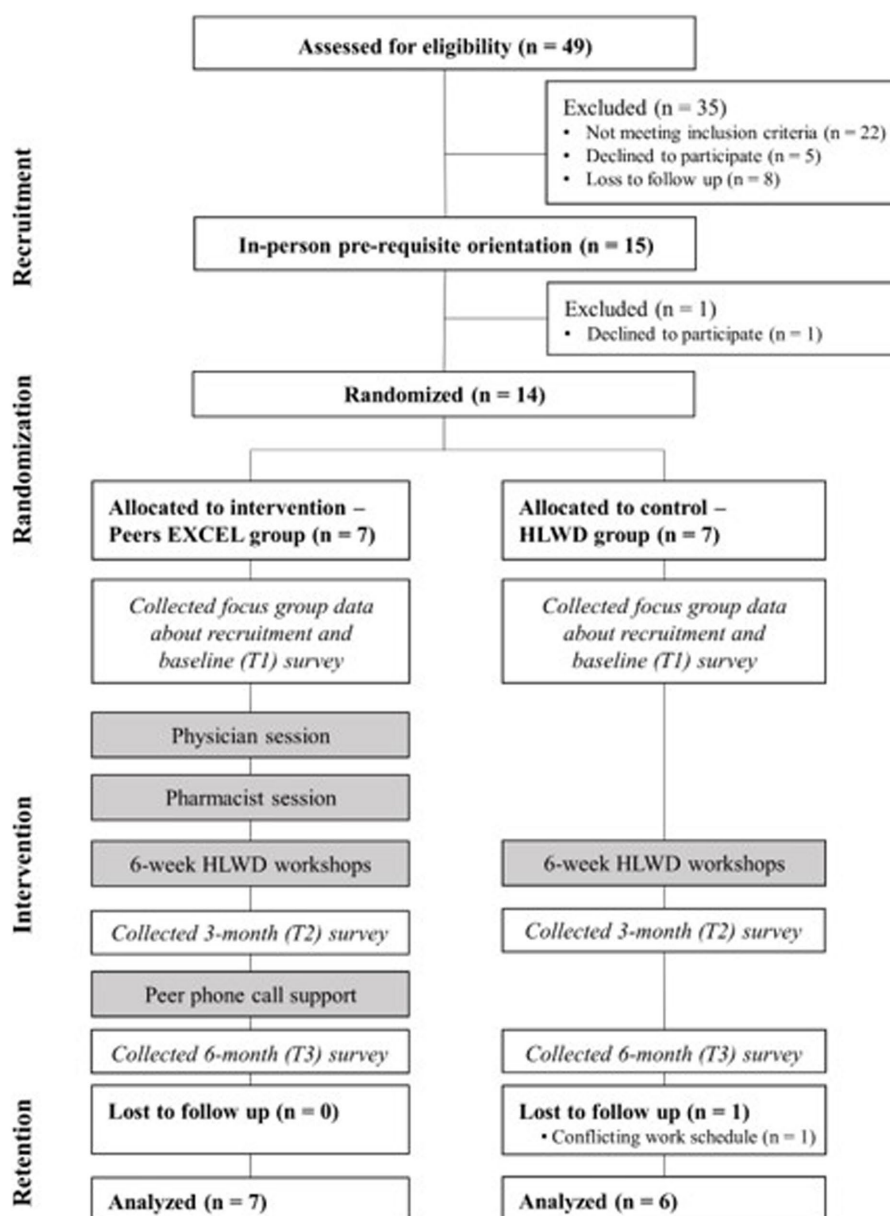 Assessed for eligibility (n = 49)
Excluded (n = 35)
• Not meeting inclusion criteria (n = 22)
• Declined to participate (n = 5)
• Loss to follow up (n = 8)
Recruitment
In-person pre-requisite orientation (n = 15)
Excluded (n = 1)
• Declined to participate (n = 1)
Randomized (n = 14)
Randomization
Allocated to intervention –
Peers EXCEL group (n = 7)
Allocated to control –
HLWD group (n = 7)
Collected focus group data
about recruitment and
baseline (T1) survey
Collected focus group data
about recruitment and
baseline (T1) survey
Physician session
Pharmacist session
Intervention
6-week HLWD workshops
6-week HLWD workshops
Collected 3-month (T2) survey
Collected 3-month (T2) survey
Peer phone call support
Collected 6-month (T3) survey
Collected 6-month (T3) survey
Retention
Lost to follow up (n = 0)
Lost to follow up (n = 1)
• Conflicting work schedule (n = 1)
Analyzed (n = 7)
Analyzed (n = 6)